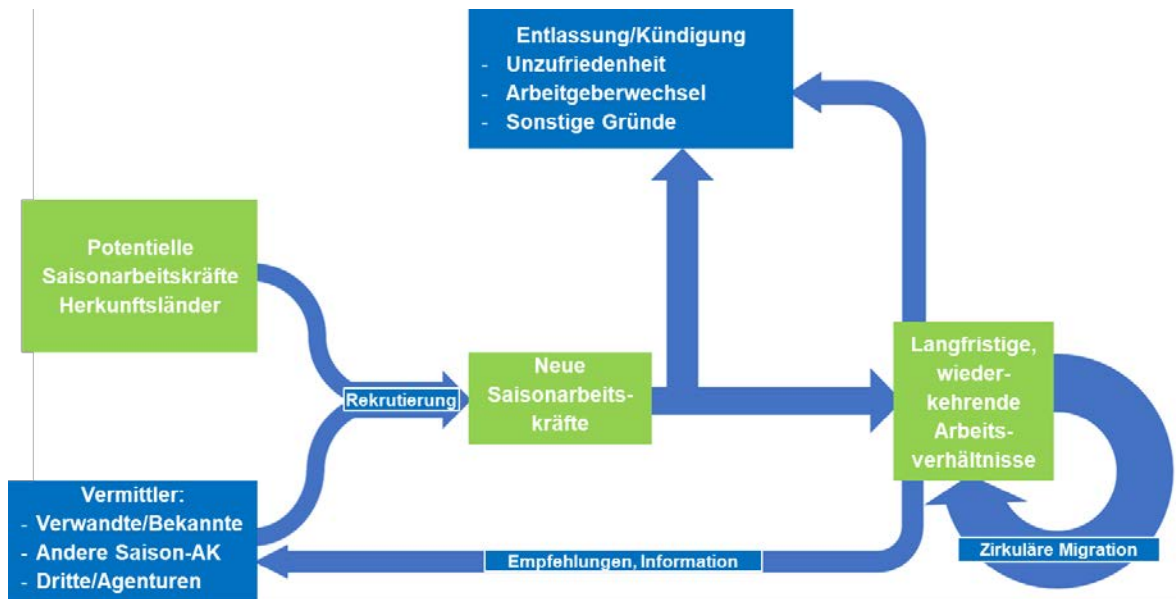 Entlassung/Kündigung
- Unzufriedenheit
- Arbeitgeberwechsel
- Sonstige Gründe
Potentielle
Saisonarbeitskräfte
Herkunftsländer
Rekrutierung
Neue
Saisonarbeits-
kräfte
Langfristige,
wieder-
kehrende
Arbeits-
verhältnisse
Vermittler:
- Verwandte/Bekannte
- Andere Saison-AK
- Dritte/Agenturen
Empfehlungen, Information
Zirkuläre Migration